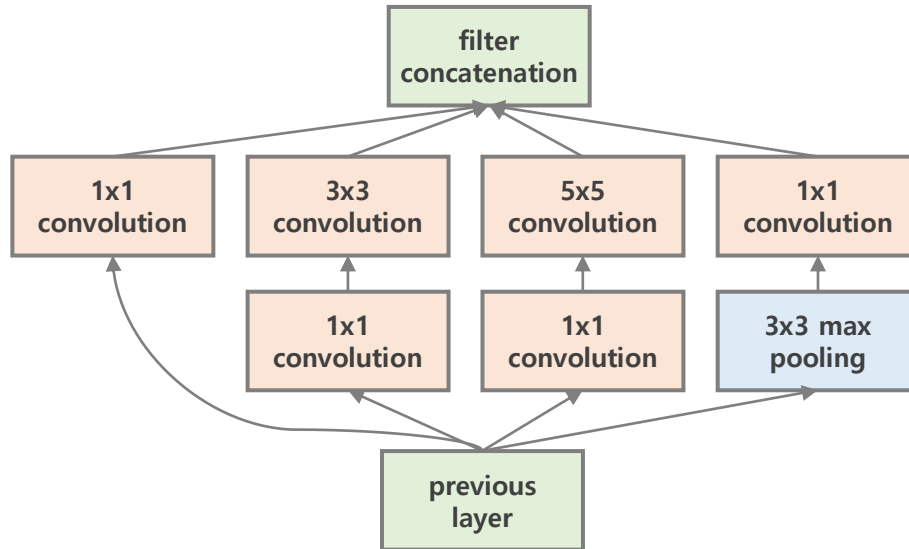 filter
concatenation
1x1
convolution
3x3
convolution
5x5
convolution
1x1
convolution
1x1
convolution
1x1
convolution
3x3 max
pooling
previous
layer